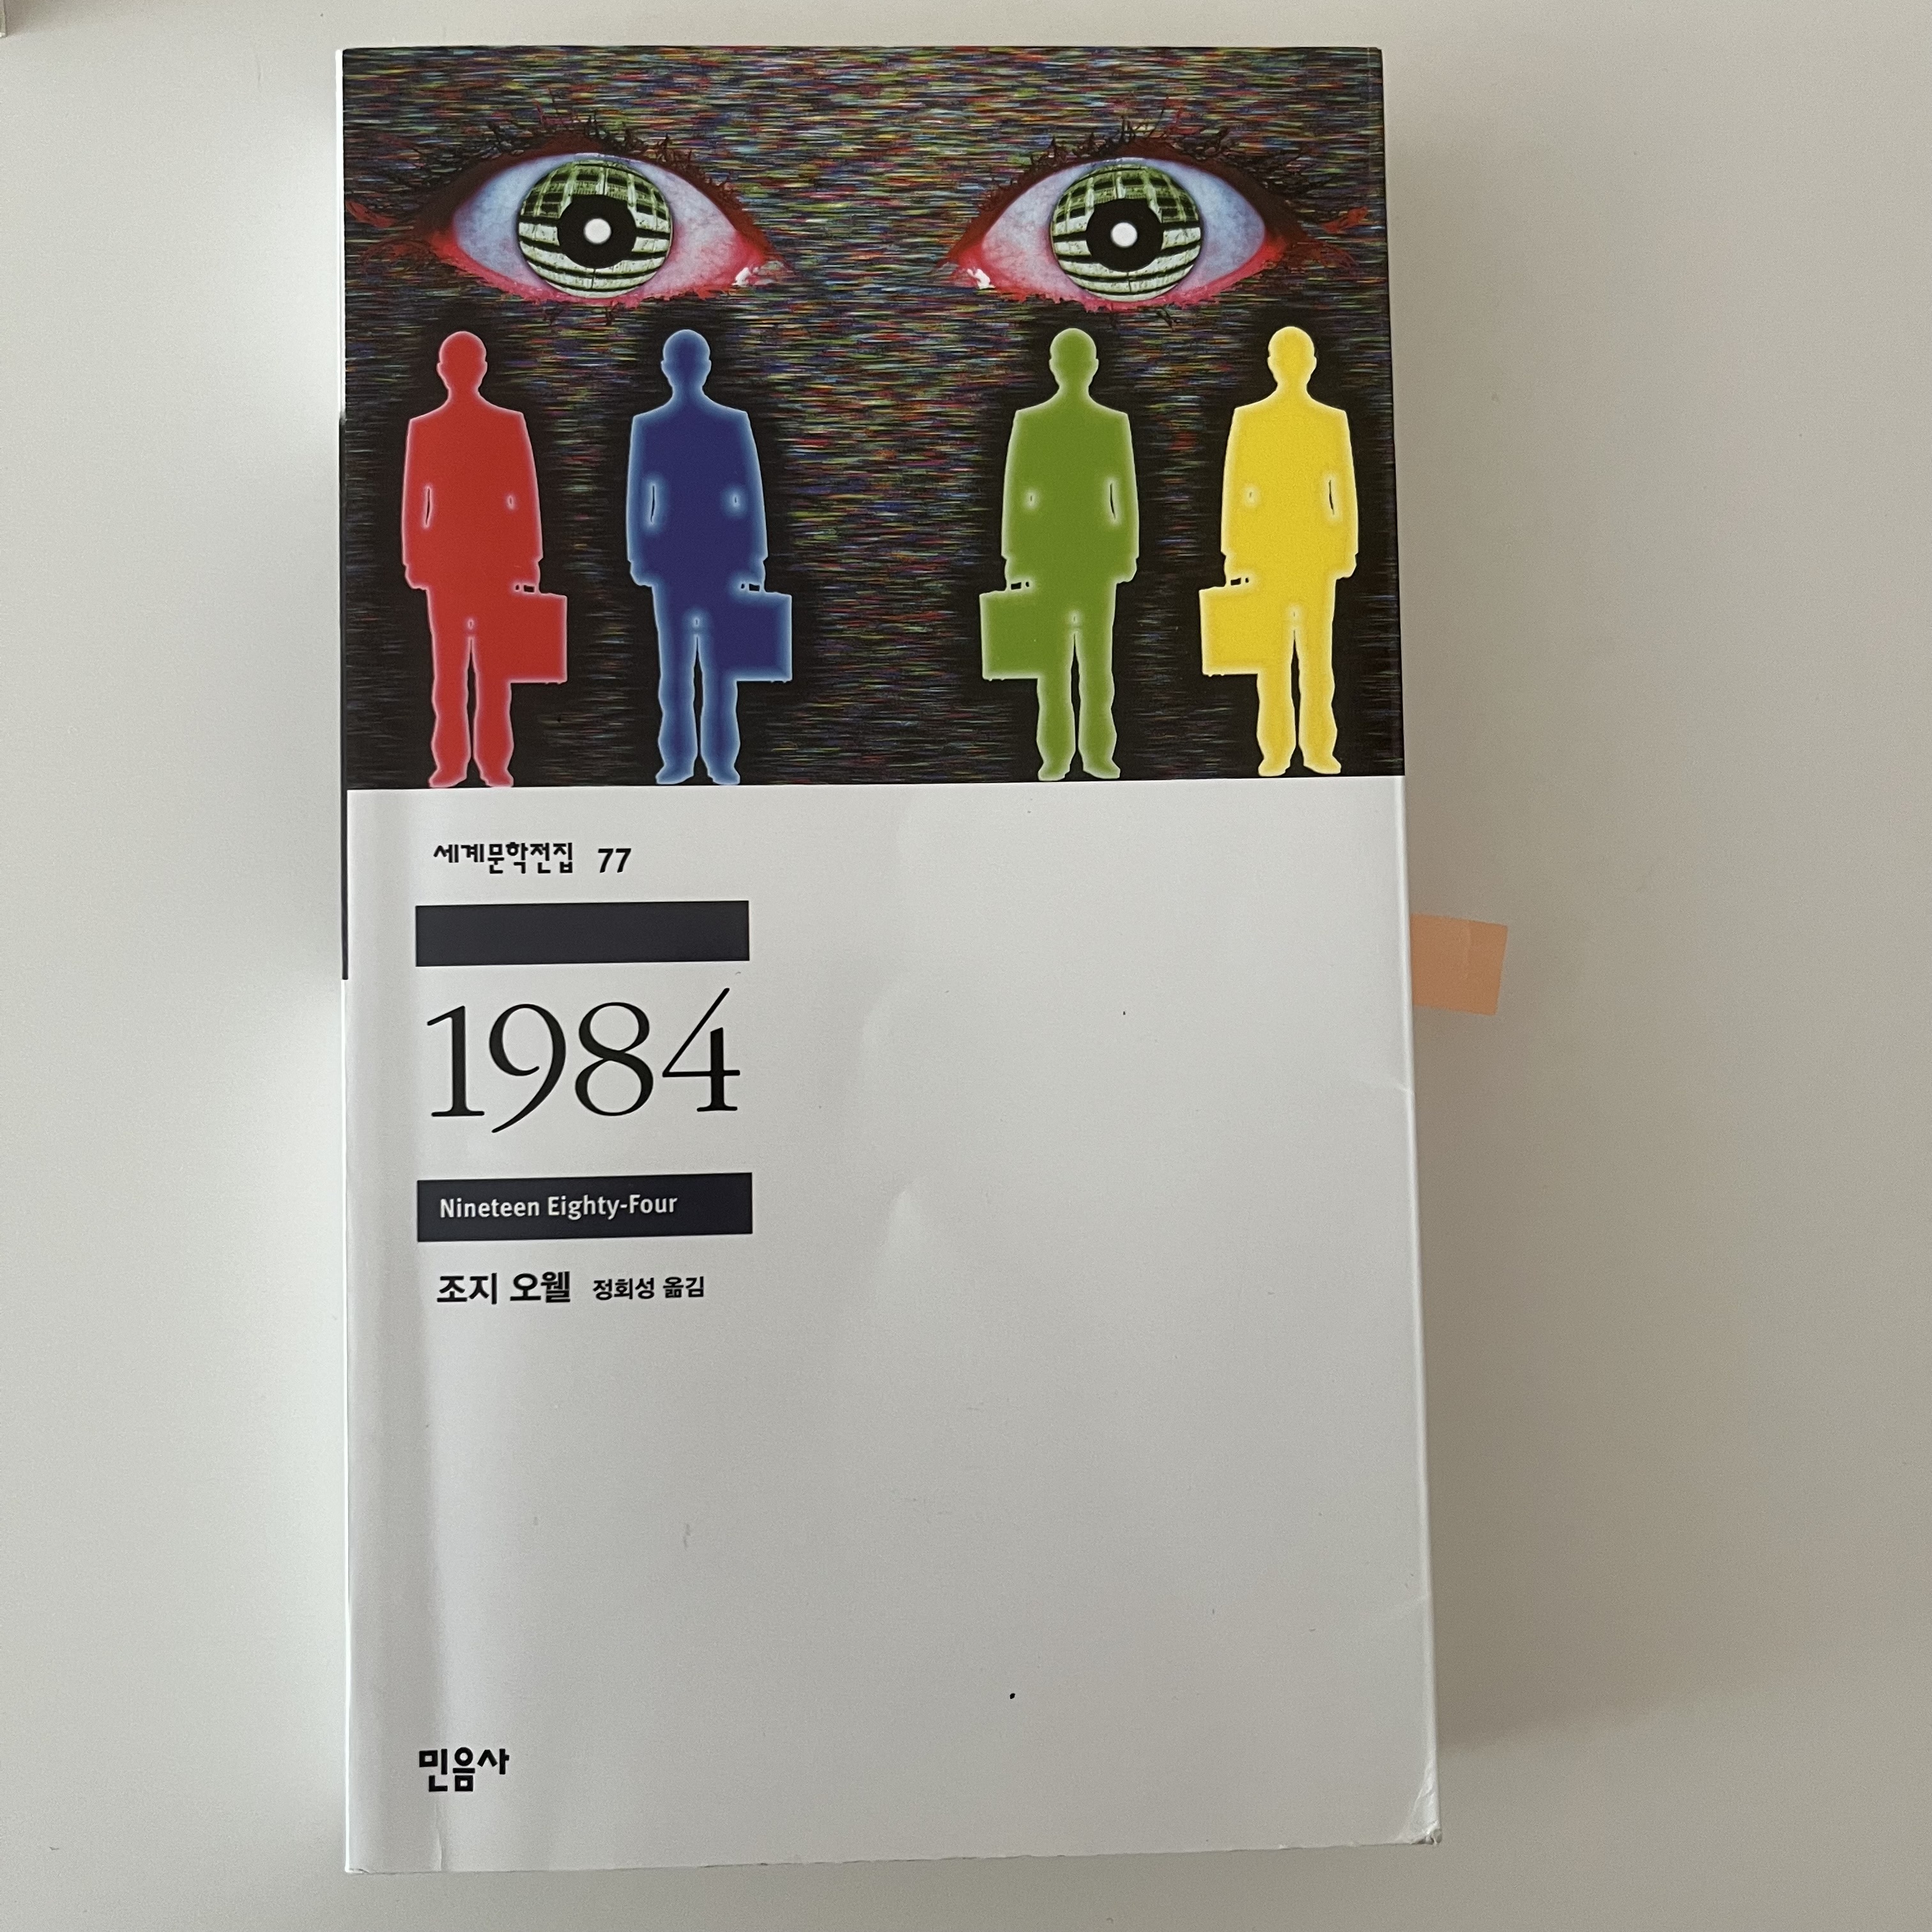 세계문학전집 77
1984
Nineteen Eighty-Four
조지 오웰 정회성 옮김
민음사